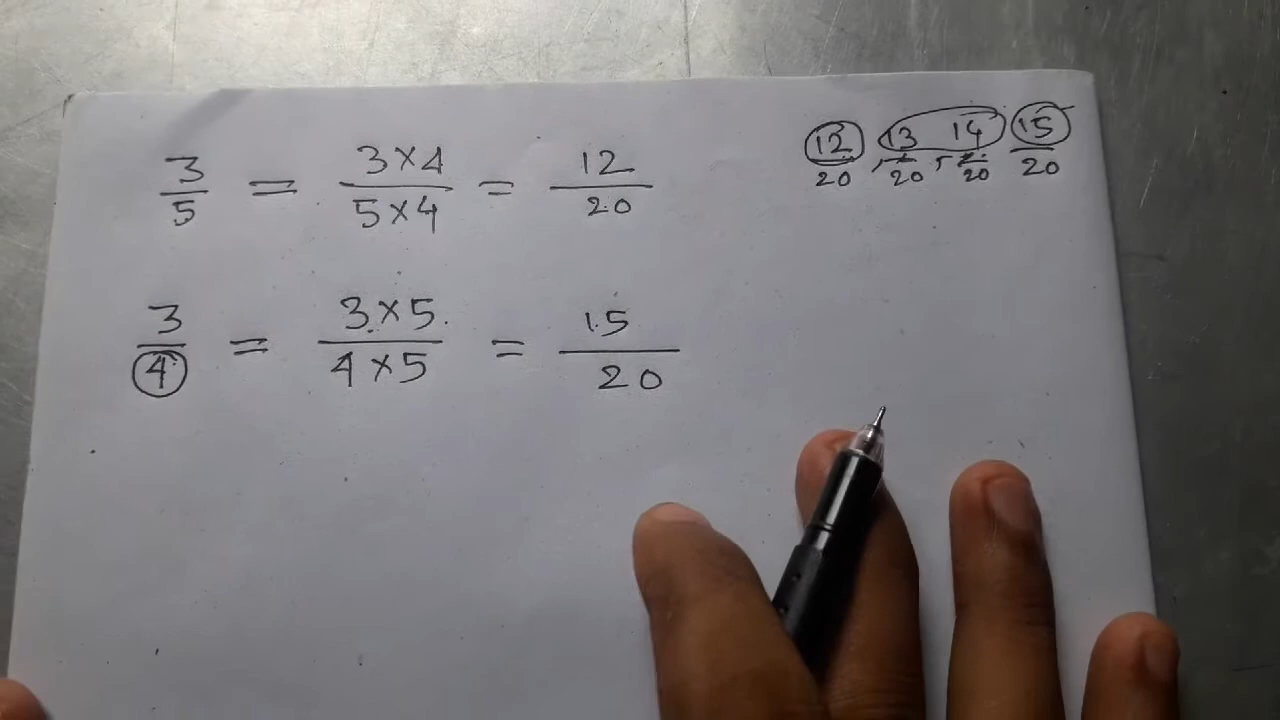 3/5 = 3×4/5×4 = 12/20
12/20, 13/20, 14/20 15/20
3/4 = 3×5/4×5 = 15/20